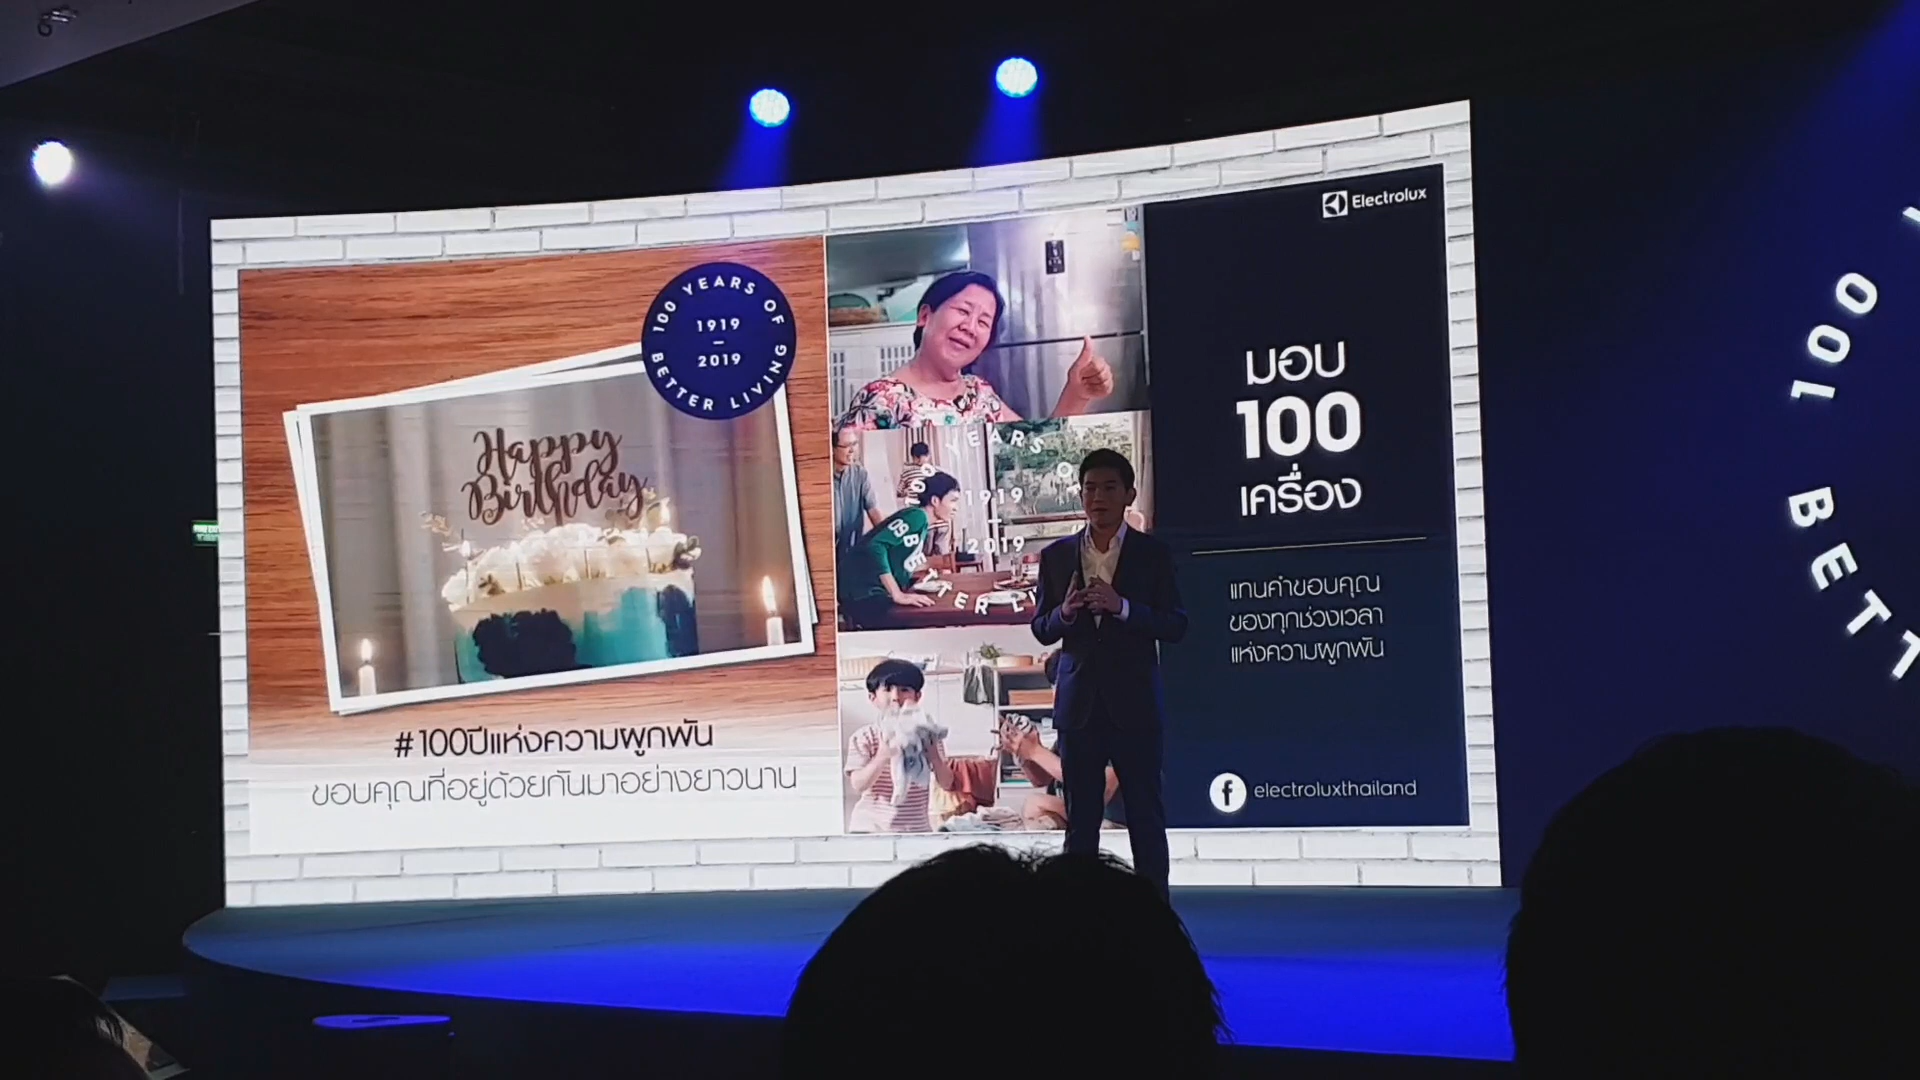 Electrolux
100 YEARS OF
BETTER LIVING
1919
–
2019
Happy
Birthday
#100ปีแห่งความผูกพัน
ขอบคุณที่อยู่ด้วยกันมาอย่างยาวนาน
YEARS
1919
–
2019
BETTER
09
มอบ
100
เครื่อง
แทนคำขอบคุณ
ของทุกช่วงเวลา
แห่งความผูกพัน
f electroluxthailand
100
BETT